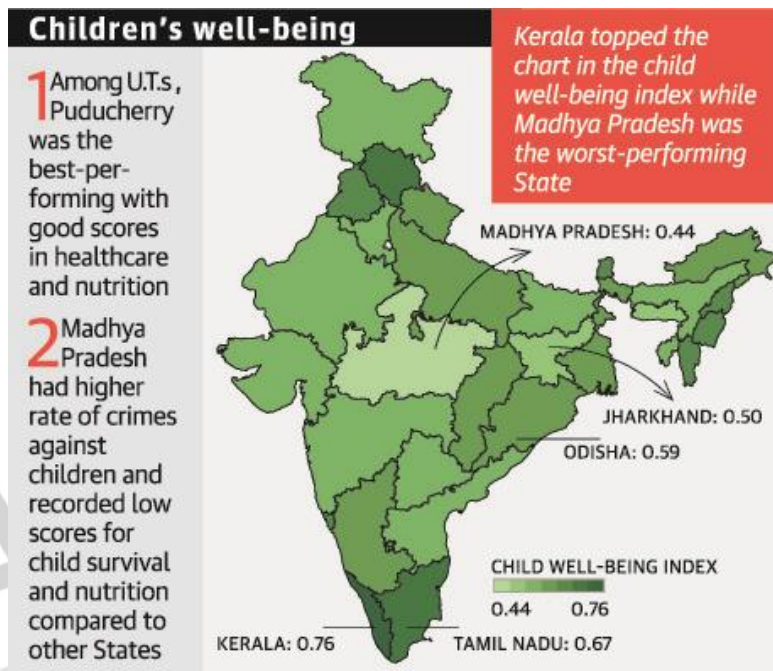 Children's well-being
1 Among U.T.s,
Puducherry
was the
best-per-
forming with
good scores
in healthcare
and nutrition
2 Madhya
Pradesh
had higher
rate of crimes
against
children and
recorded low
scores for
child survival
and nutrition
compared to
other States
Kerala topped the
chart in the child
well-being index while
Madhya Pradesh was
the worst-performing
State
MADHYA PRADESH: 0.44
JHARKHAND: 0.50
ODISHA: 0.59
CHILD WELL-BEING INDEX
0.44 0.76
KERALA: 0.76
TAMIL NADU: 0.67